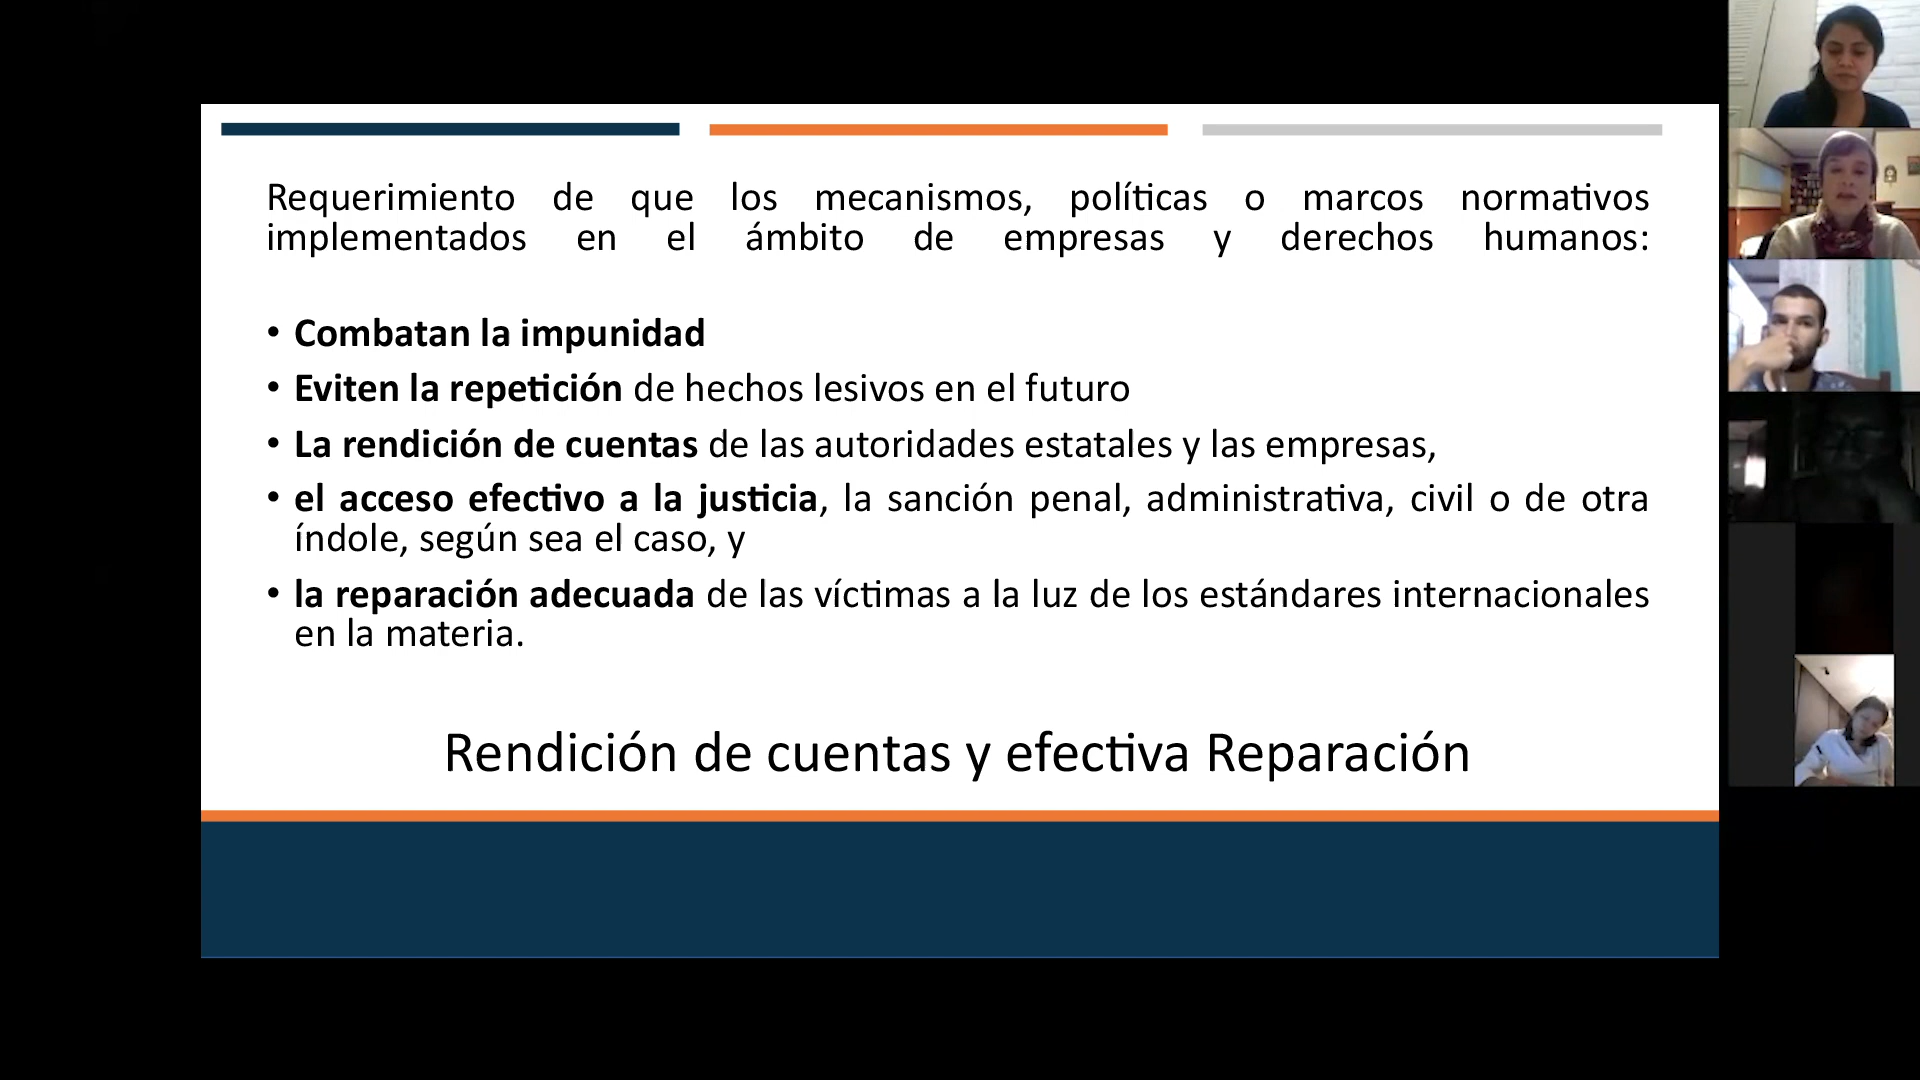 Requerimiento de que los mecanismos, políticas o marcos normativos
implementados en el ámbito de empresas y derechos humanos:
• Combatan la impunidad
• Eviten la repetición de hechos lesivos en el futuro
• La rendición de cuentas de las autoridades estatales y las empresas,
• el acceso efectivo a la justicia, la sanción penal, administrativa, civil o de otra
índole, según sea el caso, y
• la reparación adecuada de las víctimas a la luz de los estándares internacionales
en la materia.
Rendición de cuentas y efectiva Reparación